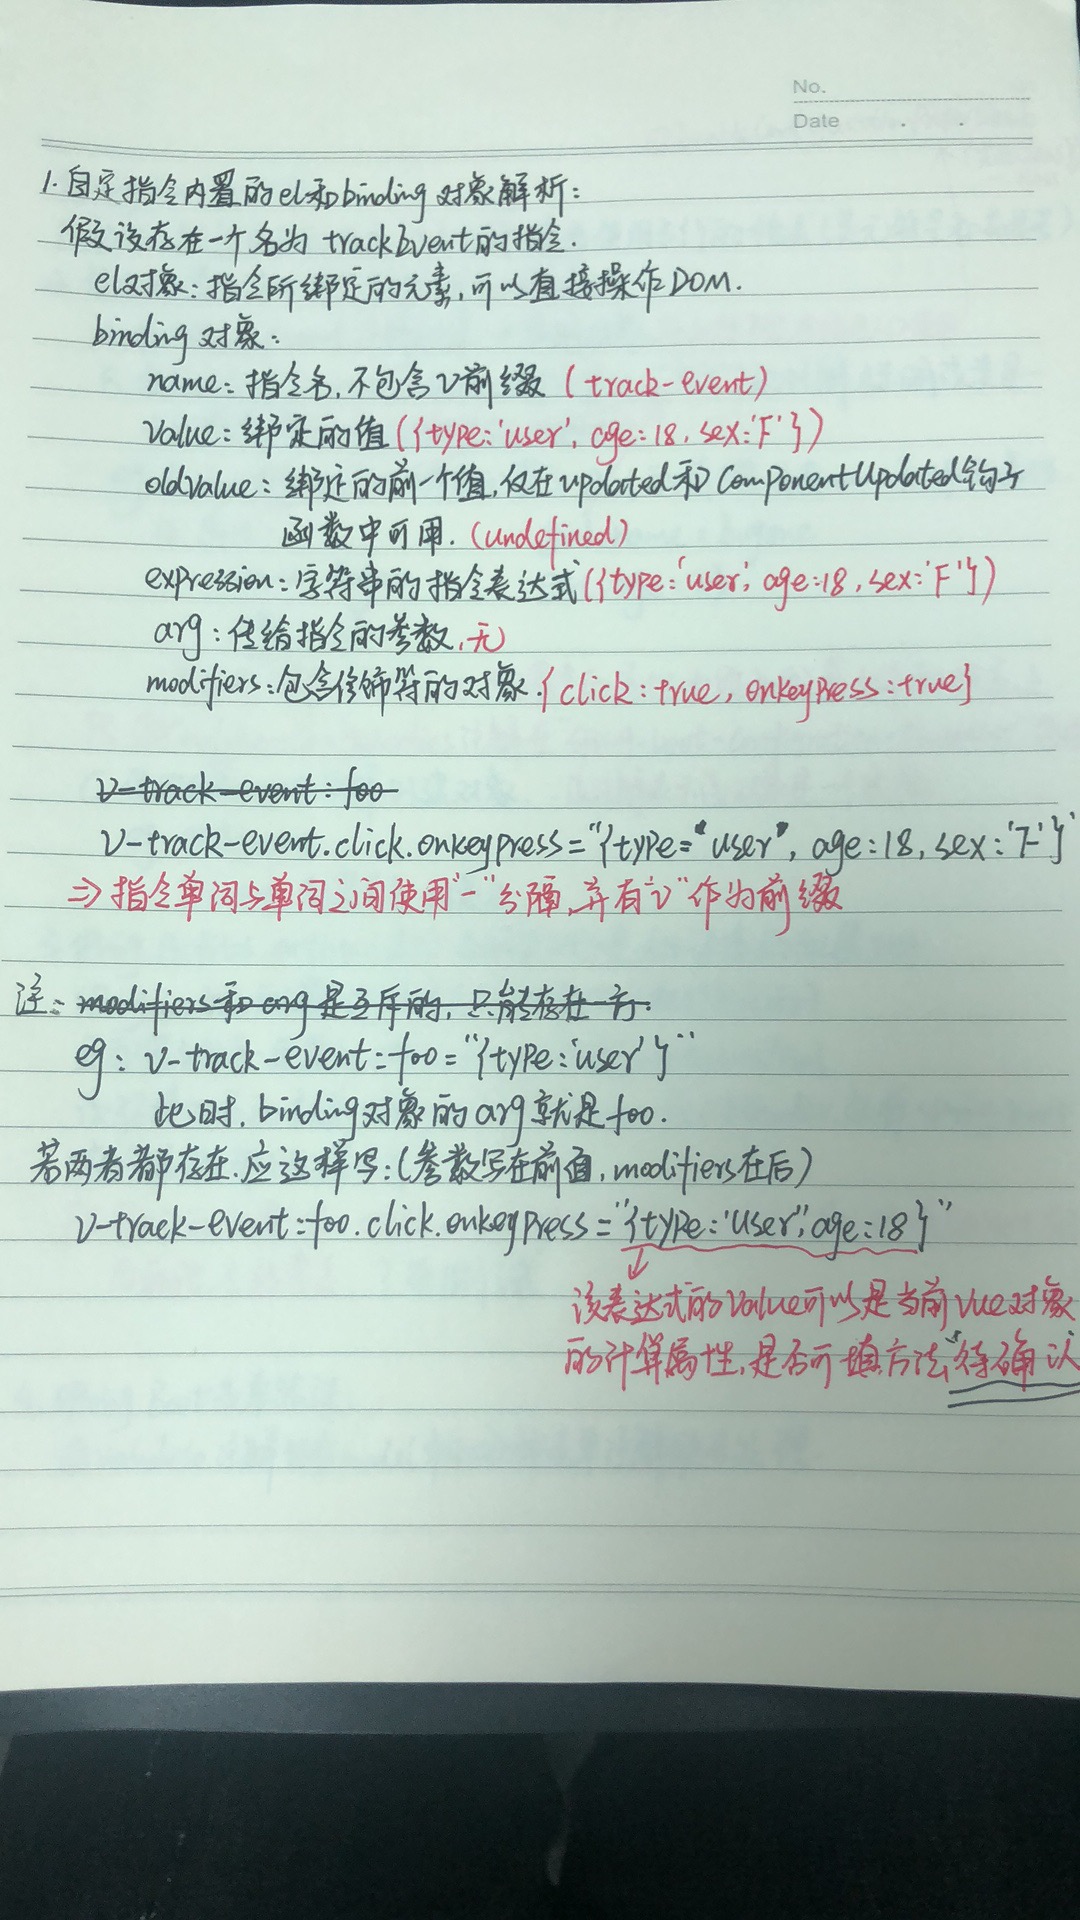 No.
Date . .
1. 自定指令内置的el和binding对象解析:
假设存在一个名为 trackEvent的指令.
el对象:指令所绑定的元素,可以直接操作DOM.
binding 对象:
name:指令名,不包含v前缀 (track-event)
value:绑定的值({type:'user', age:18, sex:'F'})
oldvalue:绑定的前一个值,仅在updated和ComponentUpdated钩子
函数中可用.(undefined)
expression:字符串的指令表达式({type:'user', age:18, sex:'F'})
arg:传给指令的参数,无
modifiers:包含修饰符的对象.{click:true, onkeypress:true}
v-track-event:foo
v-track-event.click.onkeypress="{type="user", age:18, sex:'F'}"
⇒指令单词与单词之间使用"-"分隔,并有"v"作为前缀
注:modifiers和arg是互斥的,只能存在一方.
eg: v-track-event:foo="{type:'user'}"
此时,binding对象的arg就是foo.
若两者都存在,应这样写:(参数写在前面,modifiers在后)
v-track-event:foo.click.onkeypress="{type:'user', age:18}"
该表达式的value可以是当前vue对象
的计算属性,是否可填方法,待确认